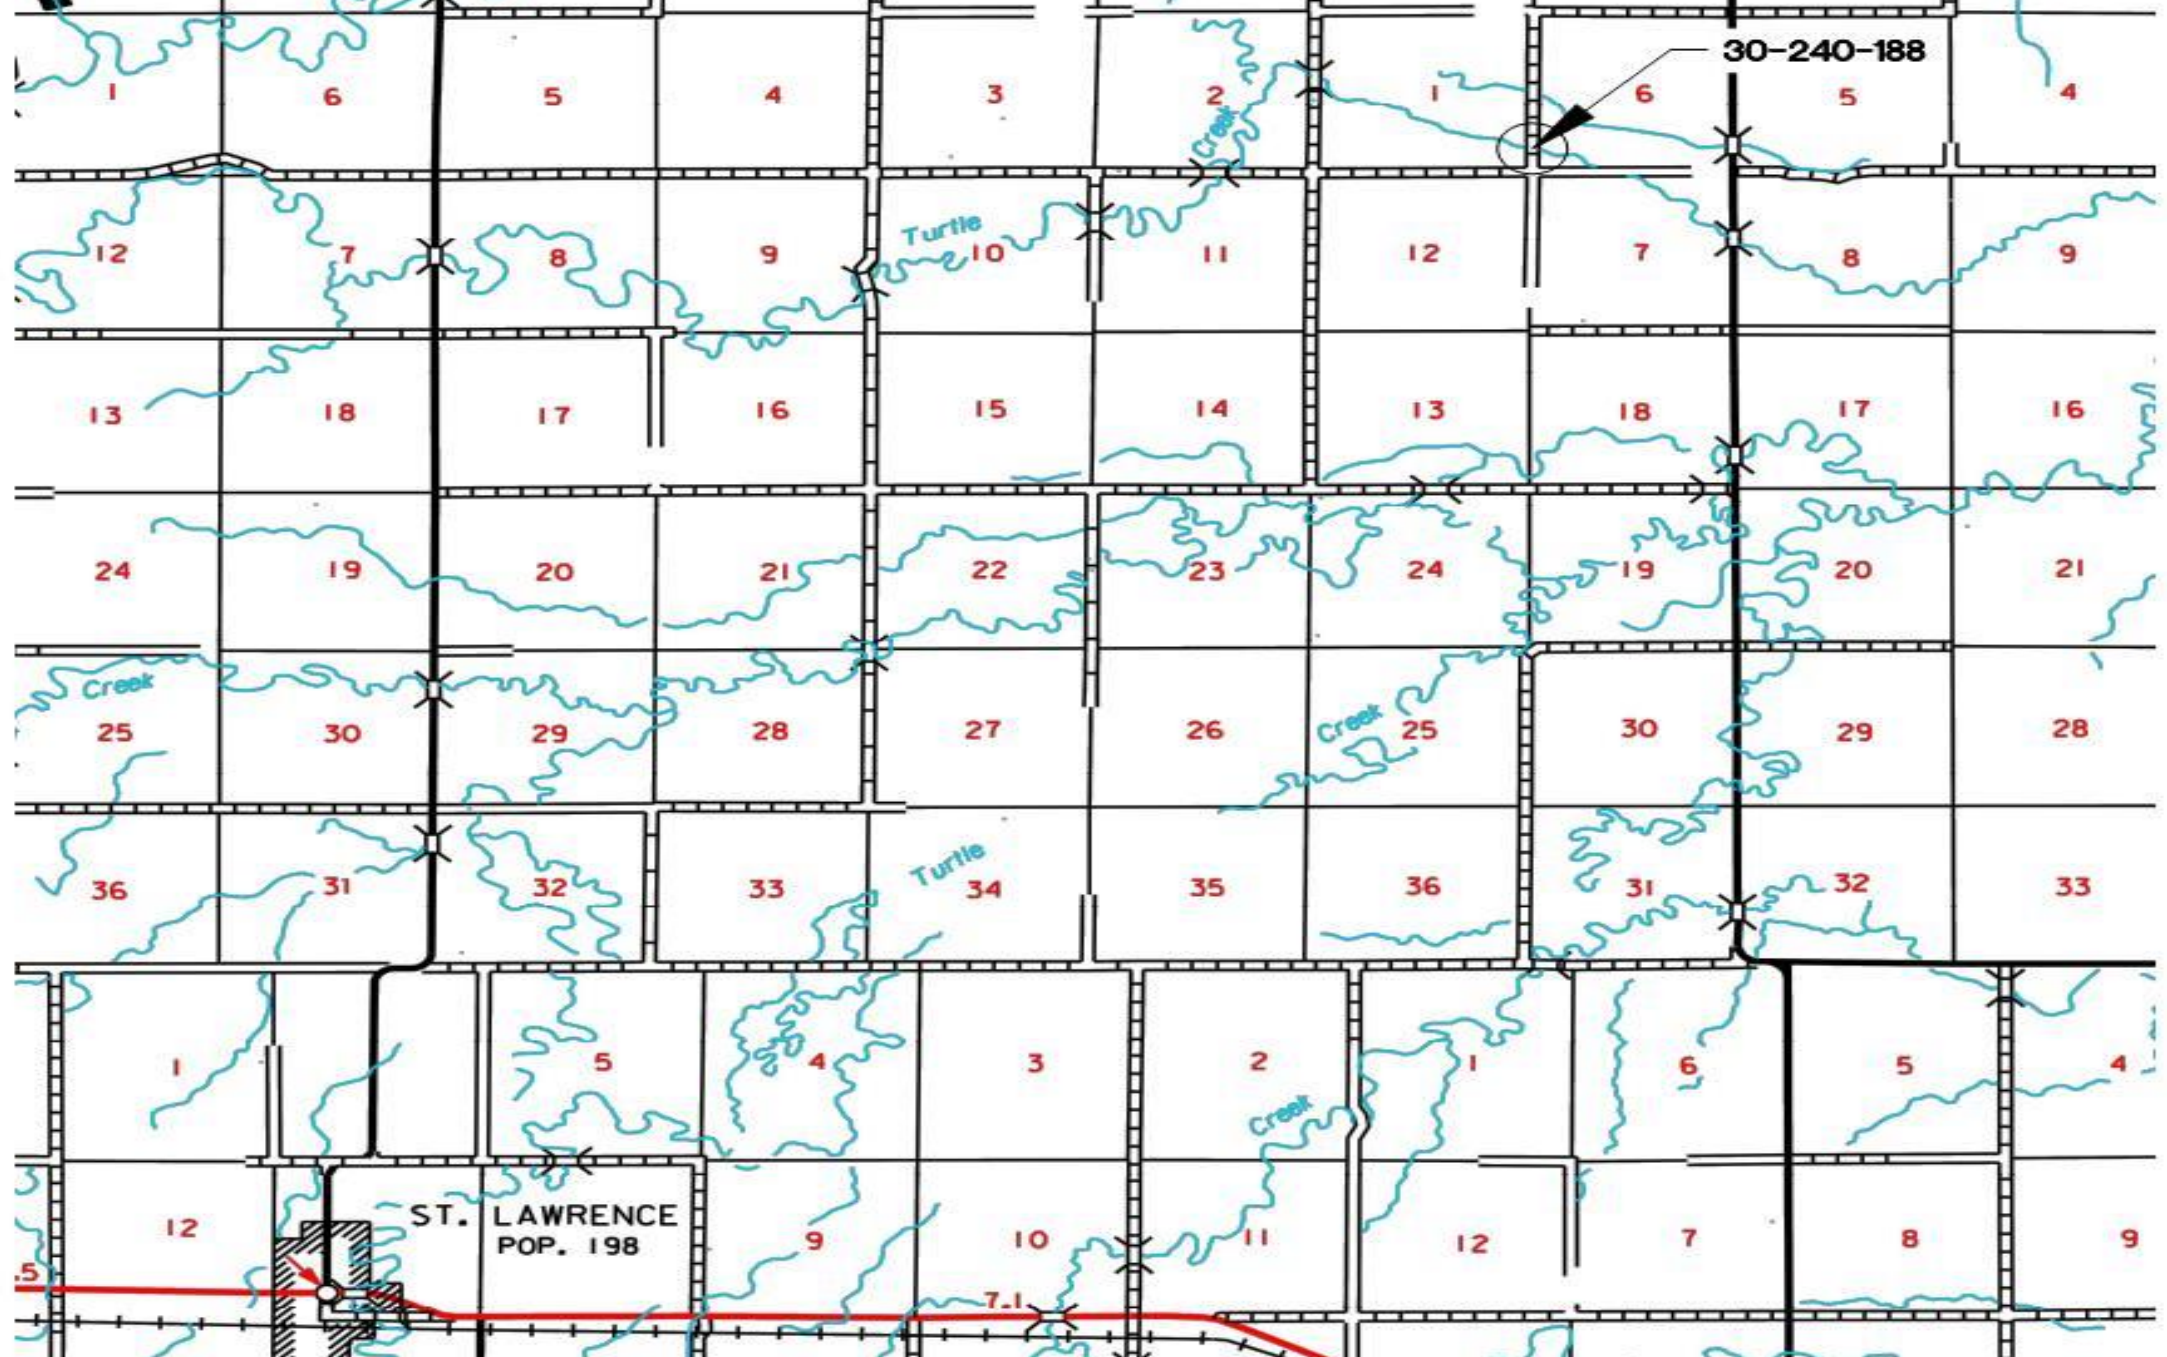 30-240-188
1 6 5 4 3 2 1 6 5 4
Creek
Turtle
12 7 8 9 10 11 12 7 8 9
13 18 17 16 15 14 13 18 17 16
24 19 20 21 22 23 24 19 20 21
Creek
Creek
25 30 29 28 27 26 25 30 29 28
Turtle
36 31 32 33 34 35 36 31 32 33
1 5 4 3 2 1 6 5 4
Creek
ST. LAWRENCE
POP. 198
12 9 10 11 12 7 8 9
.5
7.1